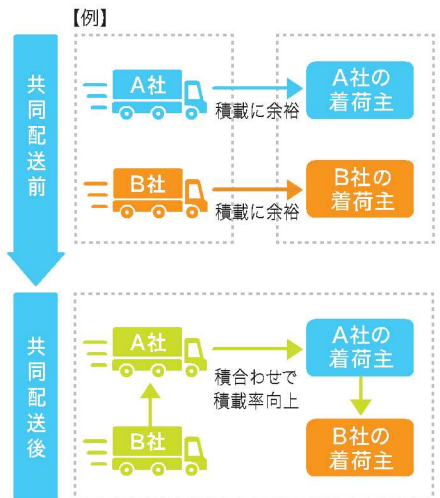 【例】
共同配送前
A社
積載に余裕
A社の
着荷主
B社
積載に余裕
B社の
着荷主
共同配送後
A社
積合わせで
積載率向上
A社の
着荷主
B社
B社の
着荷主